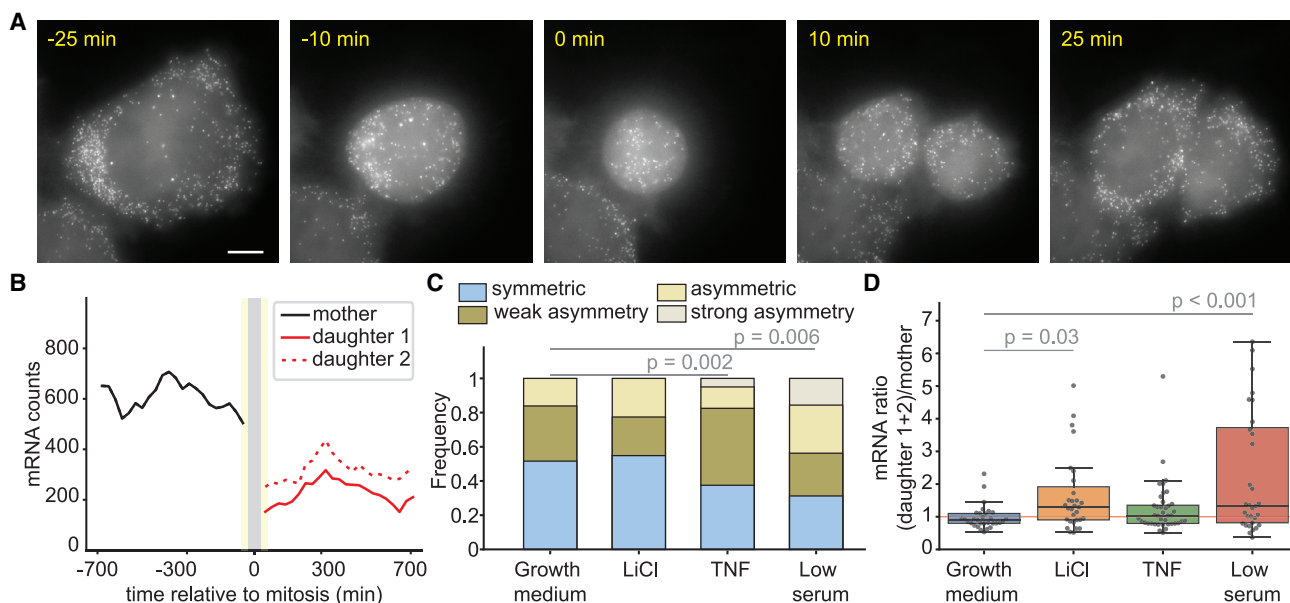 A
-25 min
-10 min
0 min
10 min
25 min
B
mRNA counts
800
600
400
200
0
mother
daughter 1
daughter 2
-700
-300
0
300
700
time relative to mitosis (min)
C
symmetric
asymmetric
weak asymmetry
strong asymmetry
p = 0.006
p = 0.002
Frequency
1
0.8
0.6
0.4
0.2
0
Growth
medium
LiCl
TNF
Low
serum
D
mRNA ratio
(daughter 1+2)/mother
p < 0.001
p = 0.03
7
6
5
4
3
2
1
0
Growth
medium
LiCl
TNF
Low
serum